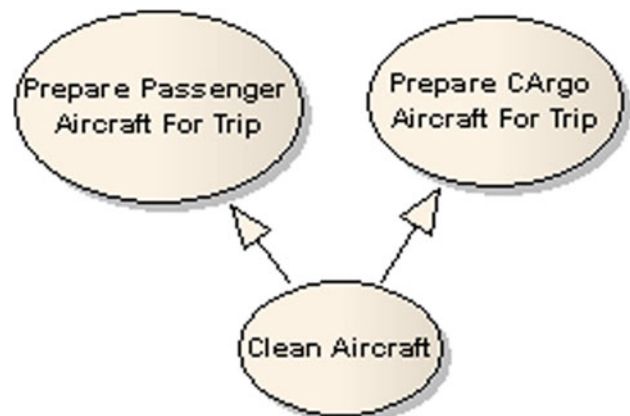 Prepare Passenger
Aircraft For Trip
Prepare CArgo
Aircraft For Trip
Clean Aircraft